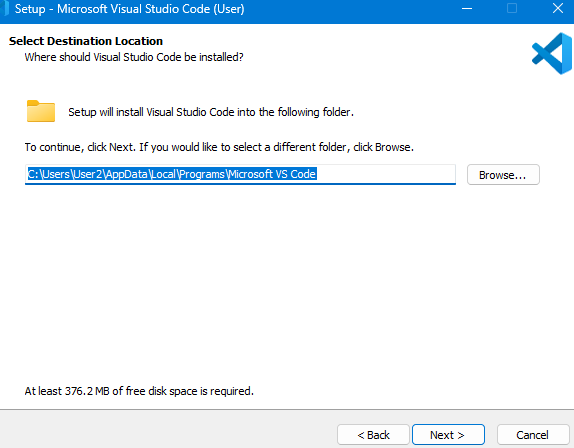 Setup - Microsoft Visual Studio Code (User)
Select Destination Location
Where should Visual Studio Code be installed?
Setup will install Visual Studio Code into the following folder.
To continue, click Next. If you would like to select a different folder, click Browse.
C:\Users\User2\AppData\Local\Programs\Microsoft VS Code
Browse...
At least 376.2 MB of free disk space is required.
< Back
Next >
Cancel